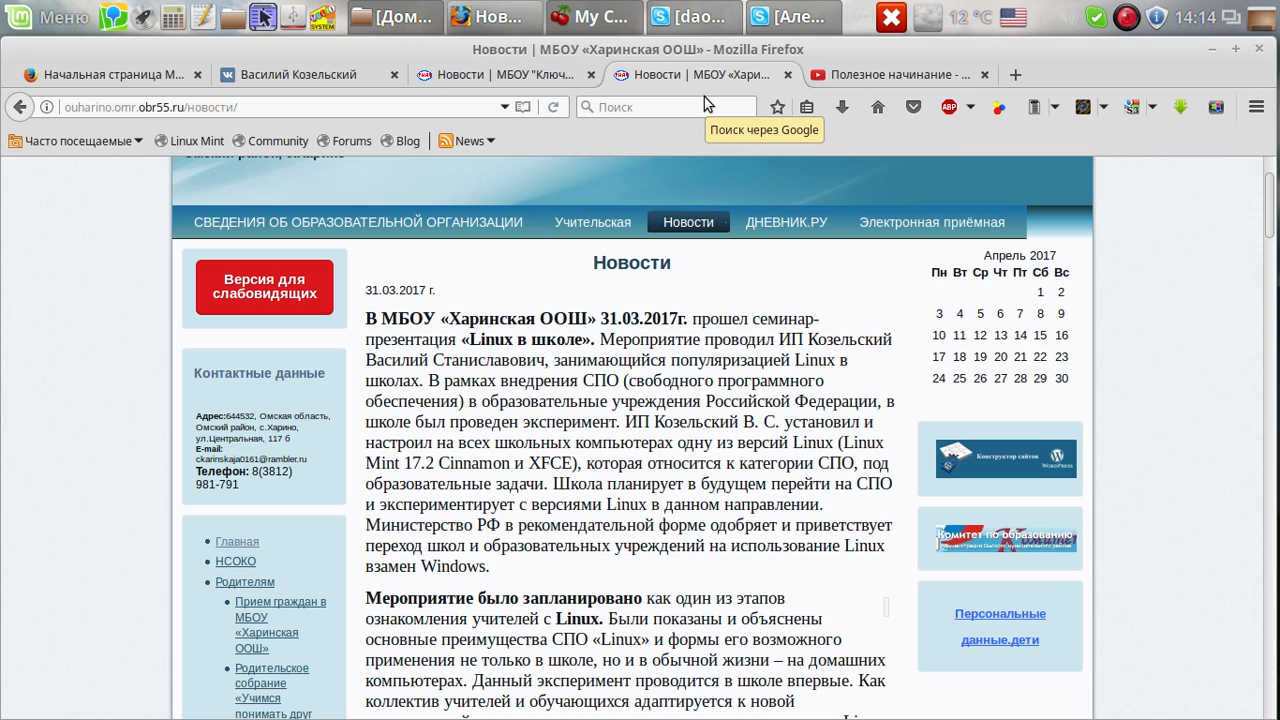 Меню
[Дом...
Нов...
My C...
[dao...
[Але...
12 °C
14:14
Новости | МБОУ «Харинская ООШ» - Mozilla Firefox
Начальная страница M...
Василий Козельский
Новости | МБОУ "Ключ...
Новости | МБОУ «Хари...
Полезное начинание - ...
ouharino.omr.obr55.ru/новости/
Поиск
ABP
Поиск через Google
Часто посещаемые
Linux Mint
Community
Forums
Blog
News
СВЕДЕНИЯ ОБ ОБРАЗОВАТЕЛЬНОЙ ОРГАНИЗАЦИИ
Учительская
Новости
ДНЕВНИК.РУ
Электронная приёмная
Версия для
слабовидящих
Контактные данные
Адрес:644532, Омская область,
Омский район, с.Харино,
ул.Центральная, 117 б
E-mail:
ckarinskaja0161@rambler.ru
Телефон: 8(3812)
981-791
Главная
НСОКО
Родителям
Прием граждан в
МБОУ
«Харинская
ООШ»
Родительское
собрание
«Учимся
понимать друг
Новости
31.03.2017 г.
В МБОУ «Харинская ООШ» 31.03.2017г. прошел семинар-
презентация «Linux в школе». Мероприятие проводил ИП Козельский
Василий Станиславович, занимающийся популяризацией Linux в
школах. В рамках внедрения СПО (свободного программного
обеспечения) в образовательные учреждения Российской Федерации, в
школе был проведен эксперимент. ИП Козельский В. С. установил и
настроил на всех школьных компьютерах одну из версий Linux (Linux
Mint 17.2 Cinnamon и XFCE), которая относится к категории СПО, под
образовательные задачи. Школа планирует в будущем перейти на СПО
и экспериментирует с версиями Linux в данном направлении.
Министерство РФ в рекомендательной форме одобряет и приветствует
переход школ и образовательных учреждений на использование Linux
взамен Windows.
Мероприятие было запланировано как один из этапов
ознакомления учителей с Linux. Были показаны и объяснены
основные преимущества СПО «Linux» и формы его возможного
применения не только в школе, но и в обычной жизни – на домашних
компьютерах. Данный эксперимент проводится в школе впервые. Как
коллектив учителей и обучающихся адаптируется к новой
Апрель 2017
Пн Вт Ср Чт Пт Сб Вс
1 2
3 4 5 6 7 8 9
10 11 12 13 14 15 16
17 18 19 20 21 22 23
24 25 26 27 28 29 30
Конструктор сайтов
WORDPRESS
Комитет по образованию
Персональные
данные.дети